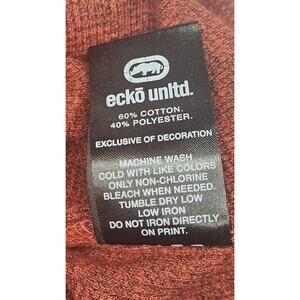 eckō unltd.
60% COTTON.
40% POLYESTER.
EXCLUSIVE OF DECORATION
MACHINE WASH
COLD WITH LIKE COLORS
ONLY NON-CHLORINE
BLEACH WHEN NEEDED.
TUMBLE DRY LOW
LOW IRON
DO NOT IRON DIRECTLY
ON PRINT.